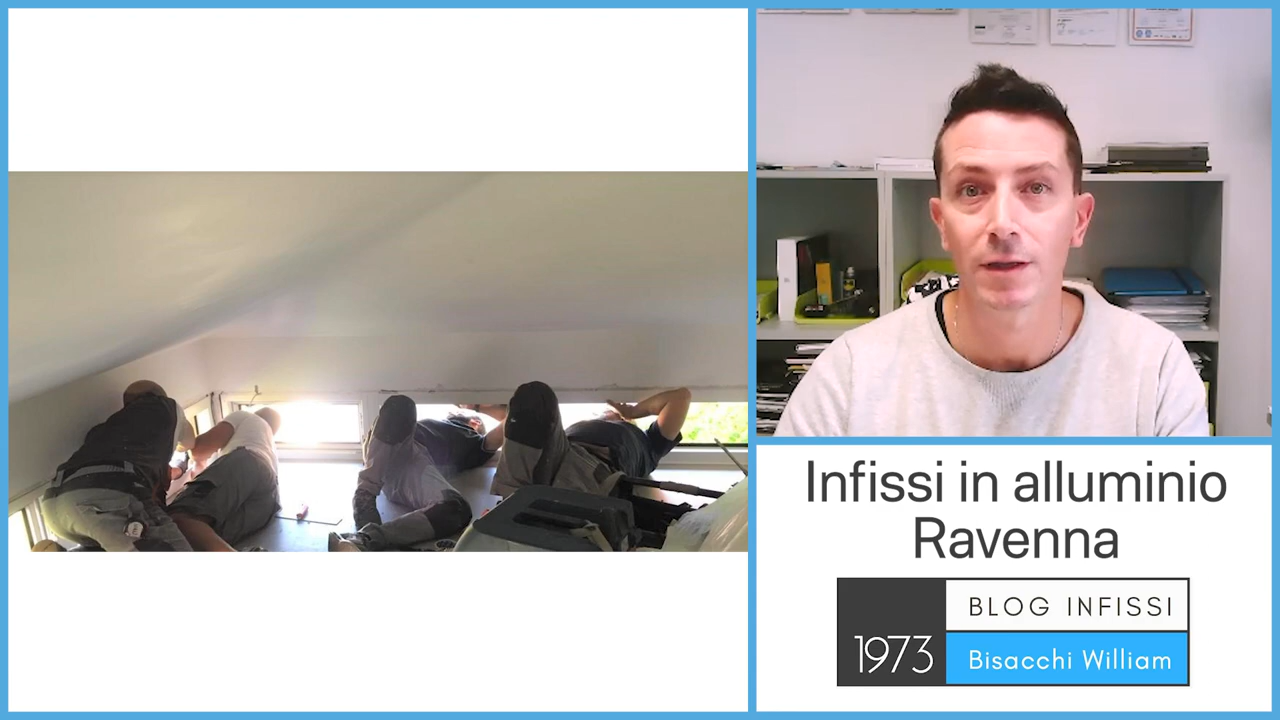 Infissi in alluminio
Ravenna
1973
BLOG INFISSI
Bisacchi William